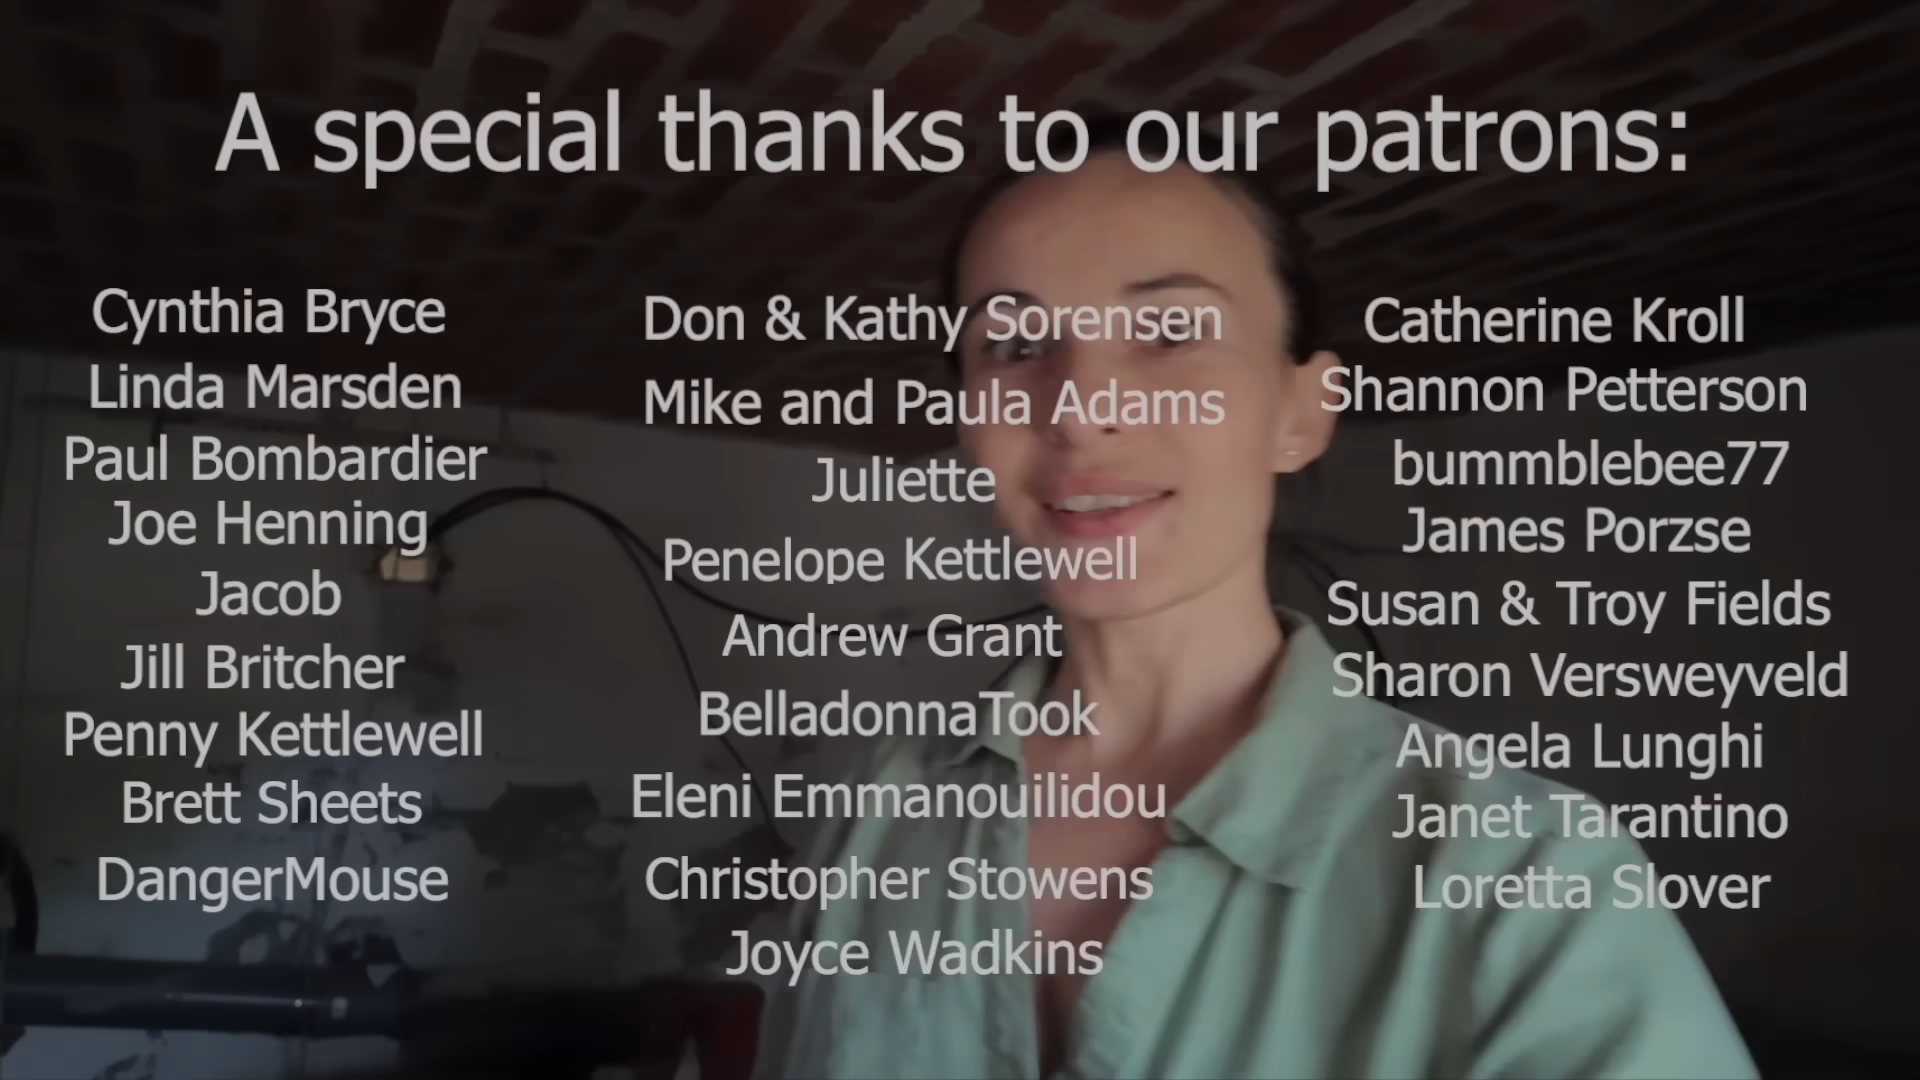 A special thanks to our patrons:
Cynthia Bryce
Linda Marsden
Paul Bombardier
Joe Henning
Jacob
Jill Britcher
Penny Kettlewell
Brett Sheets
DangerMouse
Don & Kathy Sorensen
Mike and Paula Adams
Juliette
Penelope Kettlewell
Andrew Grant
BelladonnaTook
Eleni Emmanouilidou
Christopher Stowens
Joyce Wadkins
Catherine Kroll
Shannon Petterson
bummblebee77
James Porzse
Susan & Troy Fields
Sharon Versweyveld
Angela Lunghi
Janet Tarantino
Loretta Slover